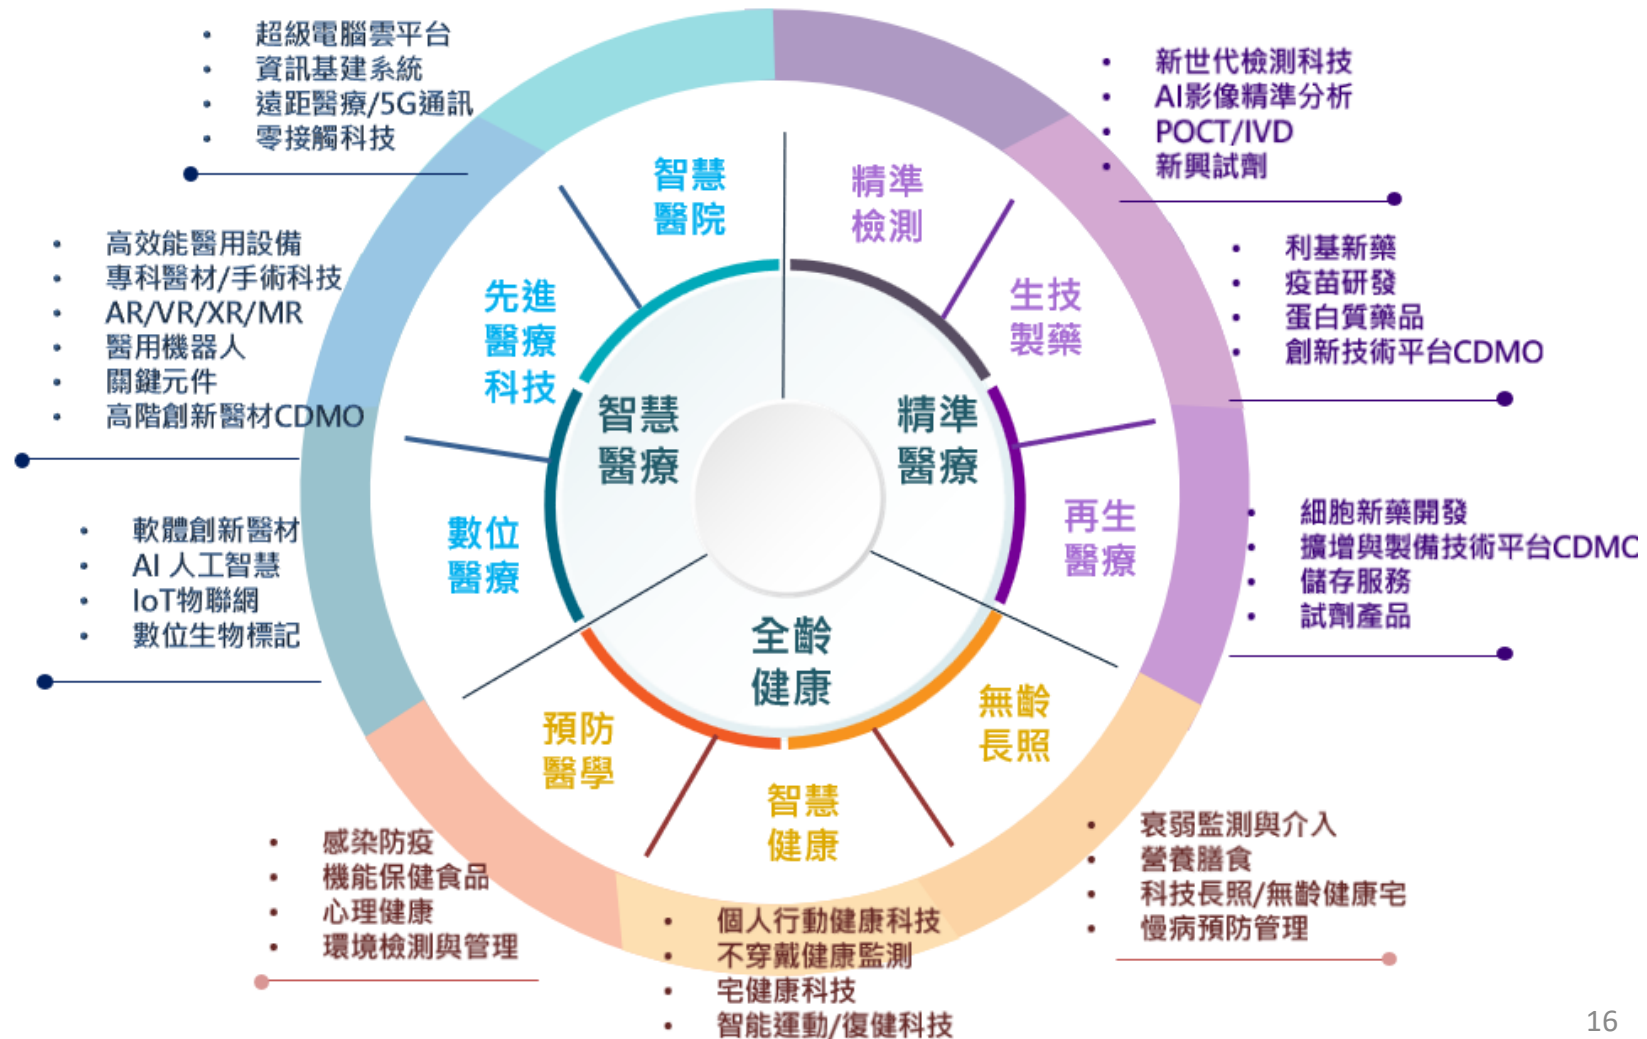 超級電腦雲平台
資訊基建系統
遠距醫療/5G通訊
零接觸科技
高效能醫用設備
專科醫材/手術科技
AR/VR/XR/MR
醫用機器人
關鍵元件
高階創新醫材CDMO
軟體創新醫材
AI 人工智慧
IoT物聯網
數位生物標記
新世代檢測科技
AI影像精準分析
POCT/IVD
新興試劑
利基新藥
疫苗研發
蛋白質藥品
創新技術平台CDMO
細胞新藥開發
擴增與製備技術平台CDMO
儲存服務
試劑產品
智慧
醫院
先進
醫療
科技
數位
醫療
智慧
醫療
精準
檢測
生技
製藥
再生
醫療
精準
醫療
全齡
健康
預防
醫學
智慧
健康
無齡
長照
感染防疫
機能保健食品
心理健康
環境檢測與管理
個人行動健康科技
不穿戴健康監測
宅健康科技
智能運動/復健科技
衰弱監測與介入
營養膳食
科技長照/無齡健康宅
慢病預防管理
16